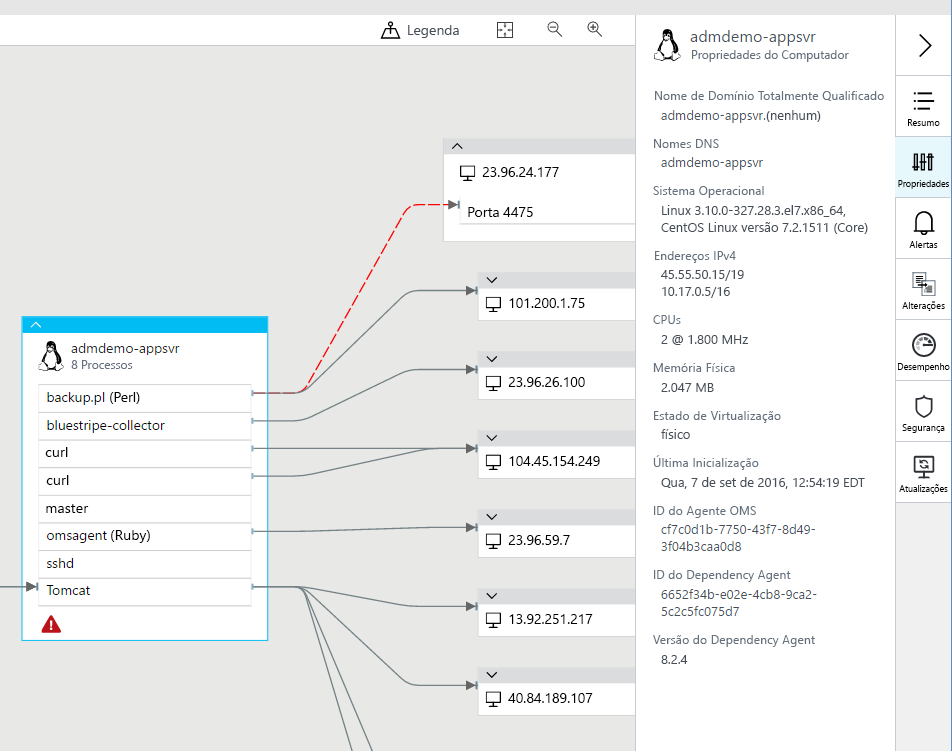 Legenda
23.96.24.177
Porta 4475
101.200.1.75
23.96.26.100
104.45.154.249
23.96.59.7
13.92.251.217
40.84.189.107
admdemo-appsvr
8 Processos
backup.pl (Perl)
bluestripe-collector
curl
curl
master
omsagent (Ruby)
sshd
Tomcat
admdemo-appsvr
Propriedades do Computador
Nome de Domínio Totalmente Qualificado
admdemo-appsvr.(nenhum)
Nomes DNS
admdemo-appsvr
Sistema Operacional
Linux 3.10.0-327.28.3.el7.x86_64,
CentOS Linux versão 7.2.1511 (Core)
Endereços IPv4
45.55.50.15/19
10.17.0.5/16
CPUs
2 @ 1.800 MHz
Memória Física
2.047 MB
Estado de Virtualização
físico
Última Inicialização
Qua, 7 de set de 2016, 12:54:19 EDT
ID do Agente OMS
cf7c0d1b-7750-43f7-8d49-
3f04b3caa0d8
ID do Dependency Agent
6652f34b-e02e-4cb8-9ca2-
5c2c5fc075d7
Versão do Dependency Agent
8.2.4
Resumo
Propriedades
Alertas
Alterações
Desempenho
Segurança
Atualizações